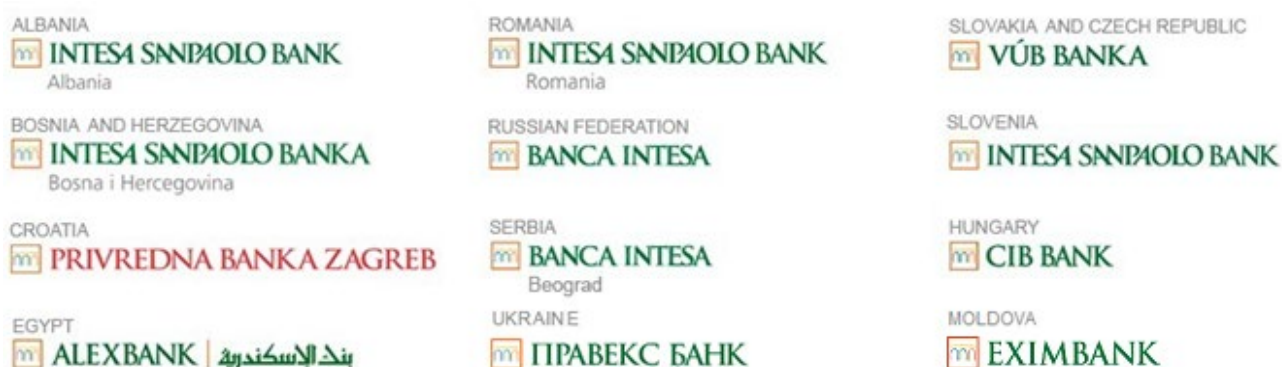 ALBANIA
INTESA SANPAOLO BANK
Albania
ROMANIA
INTESA SANPAOLO BANK
Romania
SLOVAKIA AND CZECH REPUBLIC
VÚB BANKA
BOSNIA AND HERZEGOVINA
INTESA SANPAOLO BANKA
Bosna i Hercegovina
RUSSIAN FEDERATION
BANCA INTESA
SLOVENIA
INTESA SANPAOLO BANK
CROATIA
PRIVREDNA BANKA ZAGREB
SERBIA
BANCA INTESA
Beograd
HUNGARY
CIB BANK
EGYPT
ALEXBANK | بنك الإسكندرية
UKRAINE
ПРАВЕКС БАНК
MOLDOVA
EXIMBANK